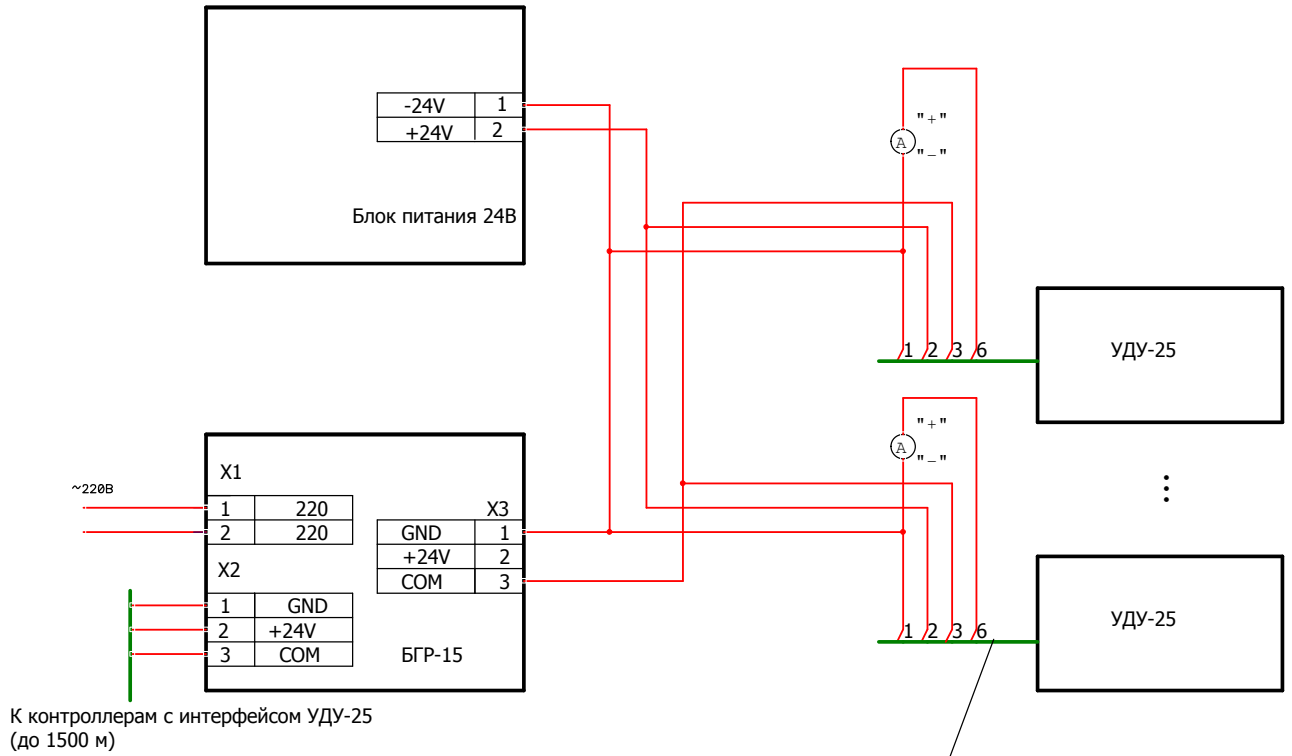 -24V 1
+24V 2
Блок питания 24В
"+"
A
"-"
1 2 3 6
УДУ-25
"+"
A
"-"
1 2 3 6
УДУ-25
~220В
X1
1 220
2 220
X2
1 GND
2 +24V
3 COM
X3
GND 1
+24V 2
COM 3
БГР-15
К контроллерам с интерфейсом УДУ-25
(до 1500 м)